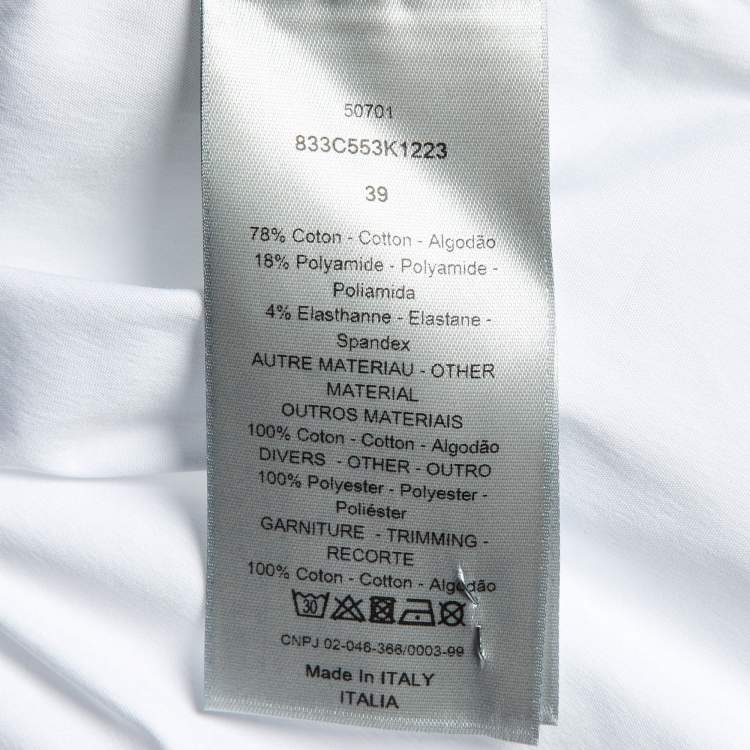 50701
833C553K1223
39
78% Coton - Cotton - Algodão
18% Polyamide - Polyamide -
Poliamida
4% Elasthanne - Elastane -
Spandex
AUTRE MATERIAU - OTHER
MATERIAL
OUTROS MATERIAIS
100% Coton - Cotton - Algodão
DIVERS - OTHER - OUTRO
100% Polyester - Polyester -
Poliéster
GARNITURE - TRIMMING -
RECORTE
100% Coton - Cotton - Algodão
30
CNPJ 02-046-366/0003-99
Made In ITALY
ITALIA